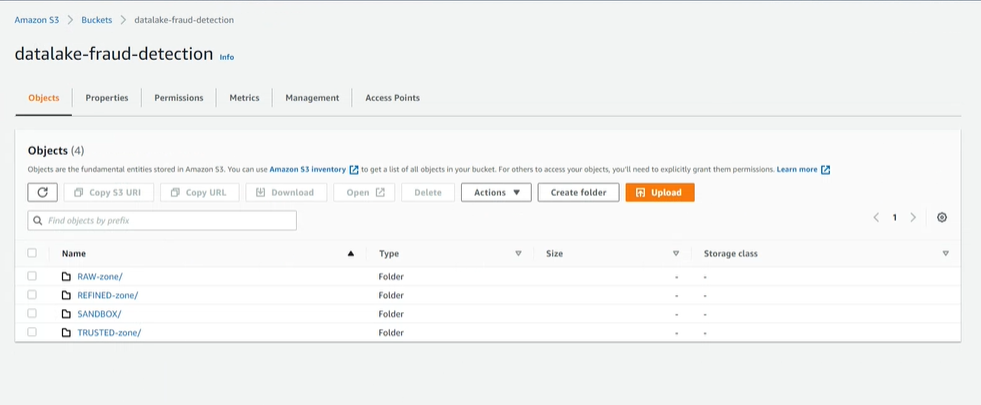 Amazon S3 > Buckets > datalake-fraud-detection
datalake-fraud-detection Info
Objects Properties Permissions Metrics Management Access Points
Objects (4)
Objects are the fundamental entities stored in Amazon S3. You can use Amazon S3 inventory to get a list of all objects in your bucket. For others to access your objects, you'll need to explicitly grant them permissions. Learn more
Copy S3 URI Copy URL Download Open Delete Actions ▼ Create folder Upload
Find objects by prefix < 1 >
Name ▲ Type ▽ Size ▽ Storage class ▽
RAW-zone/ Folder - -
REFINED-zone/ Folder - -
SANDBOX/ Folder - -
TRUSTED-zone/ Folder - -